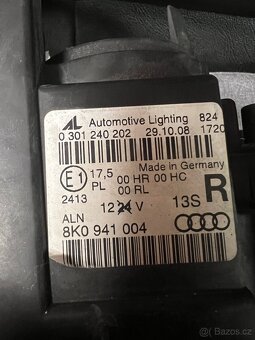 AL Automotive Lighting 824
0 301 240 202 29.10.08 1720
Made in Germany
E1 17,5 00 HR 00 HC
PL 00 RL R
2413
12 24 V 13S
ALN
8K0 941 004
sbazar.cz